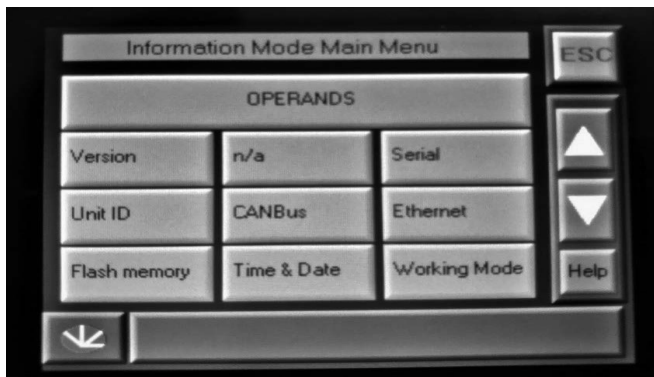 Information Mode Main Menu
ESC
OPERANDS
Version
n/a
Serial
Unit ID
CANBus
Ethernet
Flash memory
Time & Date
Working Mode
Help